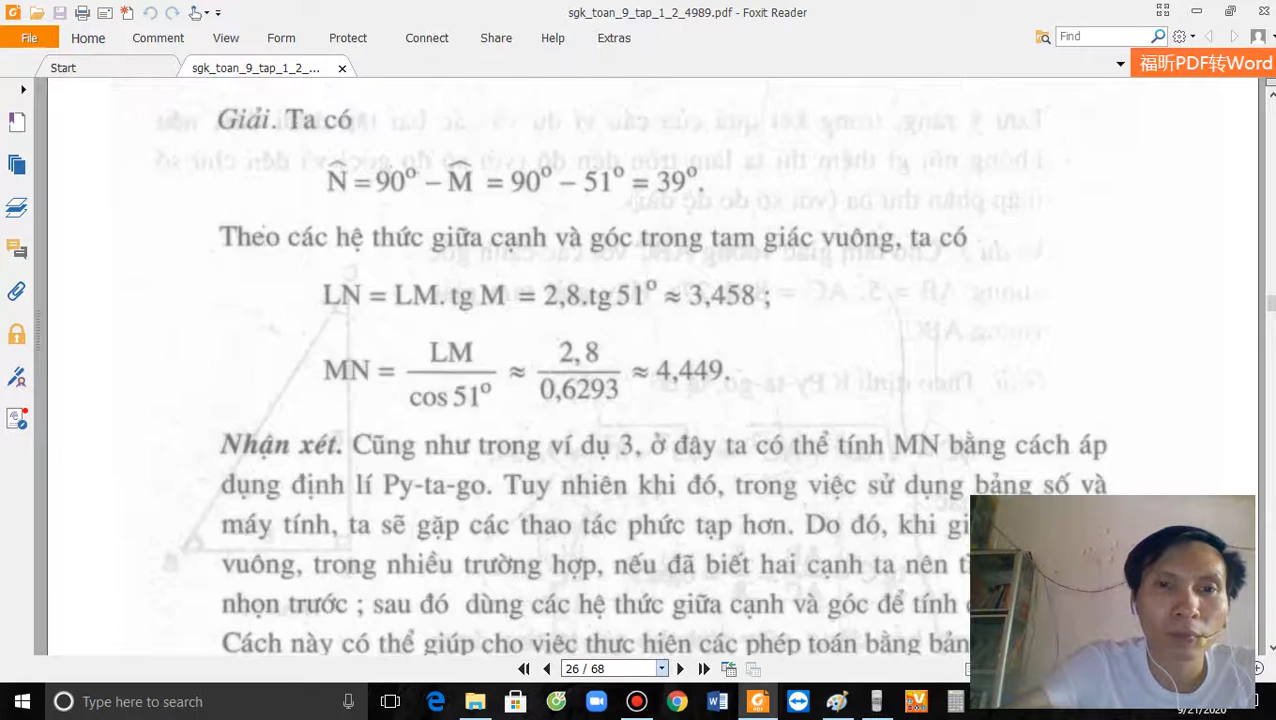 sgk_toan_9_tap_1_2_4989.pdf - Foxit Reader
File Home Comment View Form Protect Connect Share Help Extras
Find
Start
sgk_toan_9_tap_1_2_...
福昕PDF转Word
Giải. Ta có
N̂ = 90° – M̂ = 90° – 51° = 39°.
Theo các hệ thức giữa cạnh và góc trong tam giác vuông, ta có
LN = LM. tg M = 2,8.tg 51° ≈ 3,458 ;
MN = LM / cos 51° ≈ 2,8 / 0,6293 ≈ 4,449.
Nhận xét. Cũng như trong ví dụ 3, ở đây ta có thể tính MN bằng cách áp
dụng định lí Py-ta-go. Tuy nhiên khi đó, trong việc sử dụng bảng số và
máy tính, ta sẽ gặp các thao tác phức tạp hơn. Do đó, khi
vuông, trong nhiều trường hợp, nếu đã biết hai cạnh ta nên
nhọn trước ; sau đó dùng các hệ thức giữa cạnh và góc để tính
Cách này có thể giúp cho việc thực hiện các phép toán bằng
26 / 68
Type here to search
9/21/2020